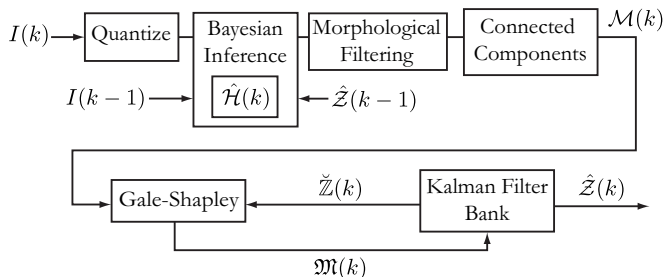 I(k)
Quantize
Bayesian
Inference
Ĥ(k)
Morphological
Filtering
Connected
Components
ℳ(k)
I(k − 1)
𝒵̂(k − 1)
Gale-Shapley
ℤ̆(k)
Kalman Filter
Bank
𝒵̂(k)
𝔐(k)